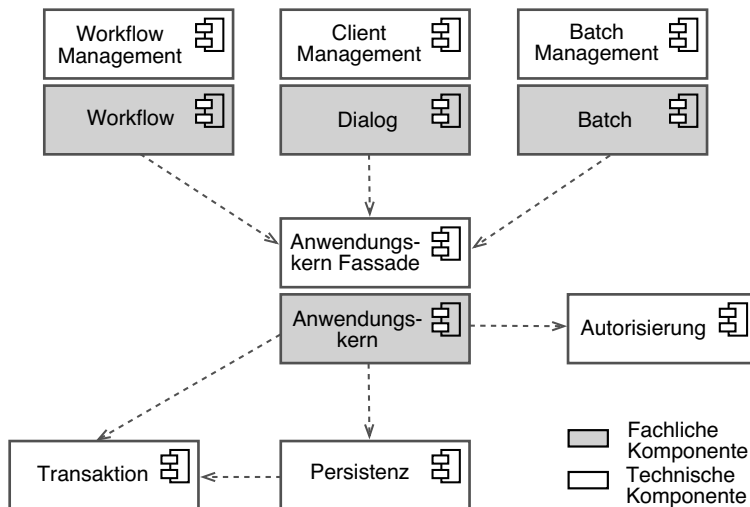 Workflow
Management
Client
Management
Batch
Management
Workflow
Dialog
Batch
Anwendungs-
kern Fassade
Anwendungs-
kern
Autorisierung
Transaktion
Persistenz
Fachliche
Komponente
Technische
Komponente